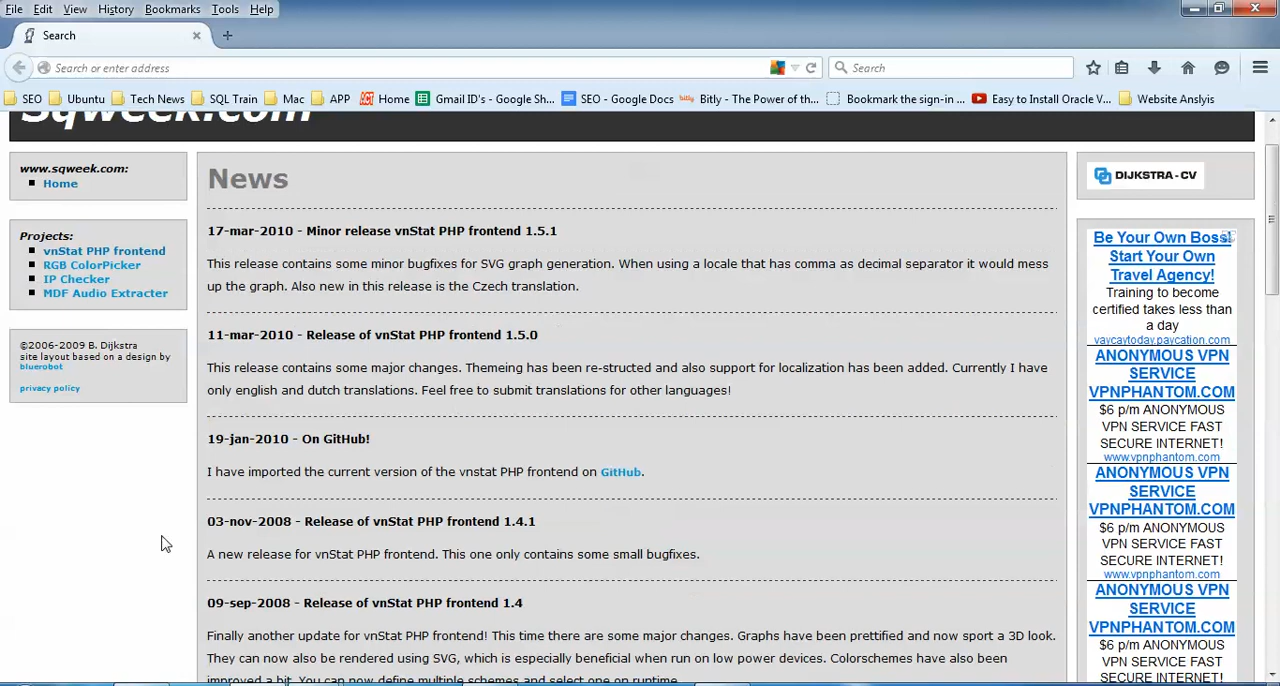 File Edit View History Bookmarks Tools Help
Search
Search or enter address
Search
SEO Ubuntu Tech News SQL Train Mac APP Home Gmail ID's - Google Sh... SEO - Google Docs Bitly - The Power of th... Bookmark the sign-in ... Easy to Install Oracle V... Website Anslyis
Sqweek.com
www.sqweek.com:
Home
Projects:
vnStat PHP frontend
RGB ColorPicker
IP Checker
MDF Audio Extracter
©2006-2009 B. Dijkstra
site layout based on a design by
bluerobot
privacy policy
News
17-mar-2010 - Minor release vnStat PHP frontend 1.5.1
This release contains some minor bugfixes for SVG graph generation. When using a locale that has comma as decimal separator it would mess
up the graph. Also new in this release is the Czech translation.
11-mar-2010 - Release of vnStat PHP frontend 1.5.0
This release contains some major changes. Themeing has been re-structed and also support for localization has been added. Currently I have
only english and dutch translations. Feel free to submit translations for other languages!
19-jan-2010 - On GitHub!
I have imported the current version of the vnstat PHP frontend on GitHub.
03-nov-2008 - Release of vnStat PHP frontend 1.4.1
A new release for vnStat PHP frontend. This one only contains some small bugfixes.
09-sep-2008 - Release of vnStat PHP frontend 1.4
Finally another update for vnStat PHP frontend! This time there are some major changes. Graphs have been prettified and now sport a 3D look.
They can now also be rendered using SVG, which is especially beneficial when run on low power devices. Colorschemes have also been
improved a bit. You can now define multiple schemes and select one on runtime.
DIJKSTRA-CV
Be Your Own Boss!
Start Your Own
Travel Agency!
Training to become
certified takes less than
a day
vaycaytoday.paycation.com
ANONYMOUS VPN
SERVICE
VPNPHANTOM.COM
$6 p/m ANONYMOUS
VPN SERVICE FAST
SECURE INTERNET!
www.vpnphantom.com
ANONYMOUS VPN
SERVICE
VPNPHANTOM.COM
$6 p/m ANONYMOUS
VPN SERVICE FAST
SECURE INTERNET!
www.vpnphantom.com
ANONYMOUS VPN
SERVICE
VPNPHANTOM.COM
$6 p/m ANONYMOUS
VPN SERVICE FAST
SECURE INTERNET!